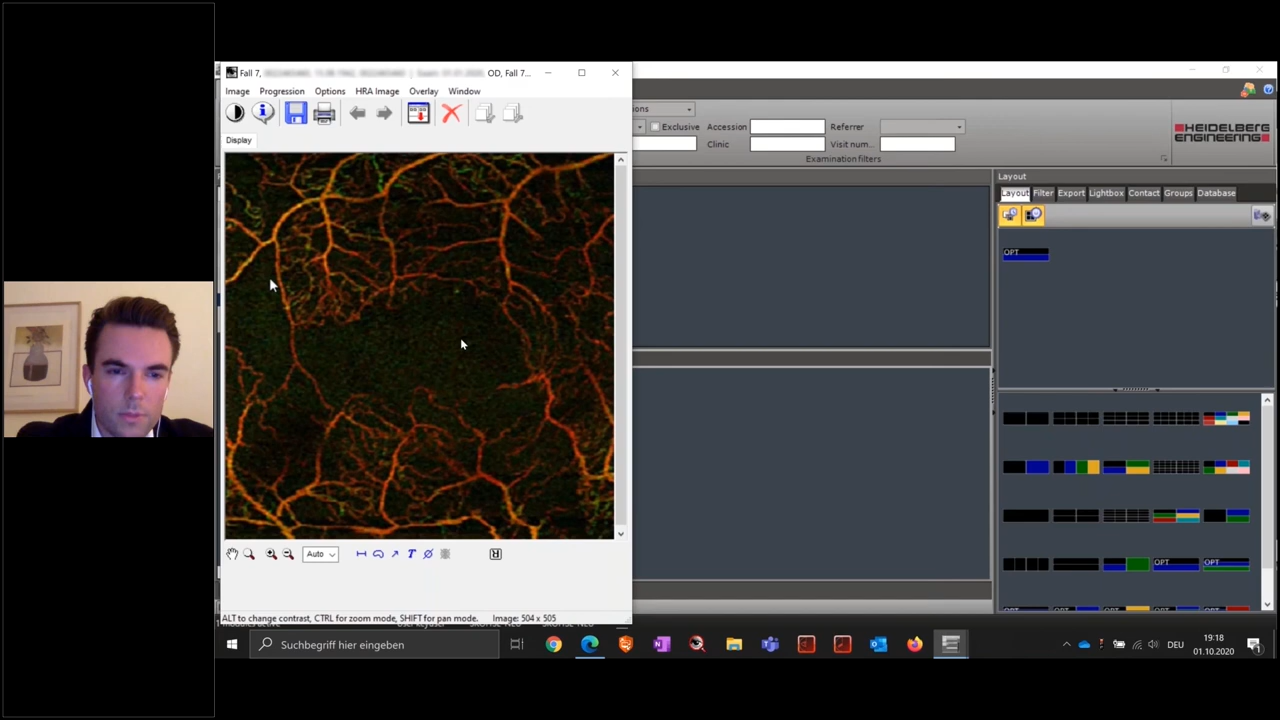 Fall 7,
OD, Fall 7...
Image Progression Options HRA Image Overlay Window
Display
Exclusive Accession Referrer
Clinic Visit num...
Examination filters
HEIDELBERG
ENGINEERING
Layout
Layout Filter Export Lightbox Contact Groups Database
OPT
OPT OPT
Auto
ALT to change contrast, CTRL for zoom mode, SHIFT for pan mode. Image: 504 x 505
Suchbegriff hier eingeben
DEU
19:18
01.10.2020